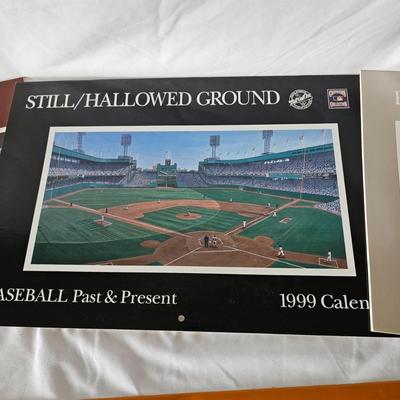 STILL/HALLOWED GROUND
ASEBALL Past & Present
1999 Calen